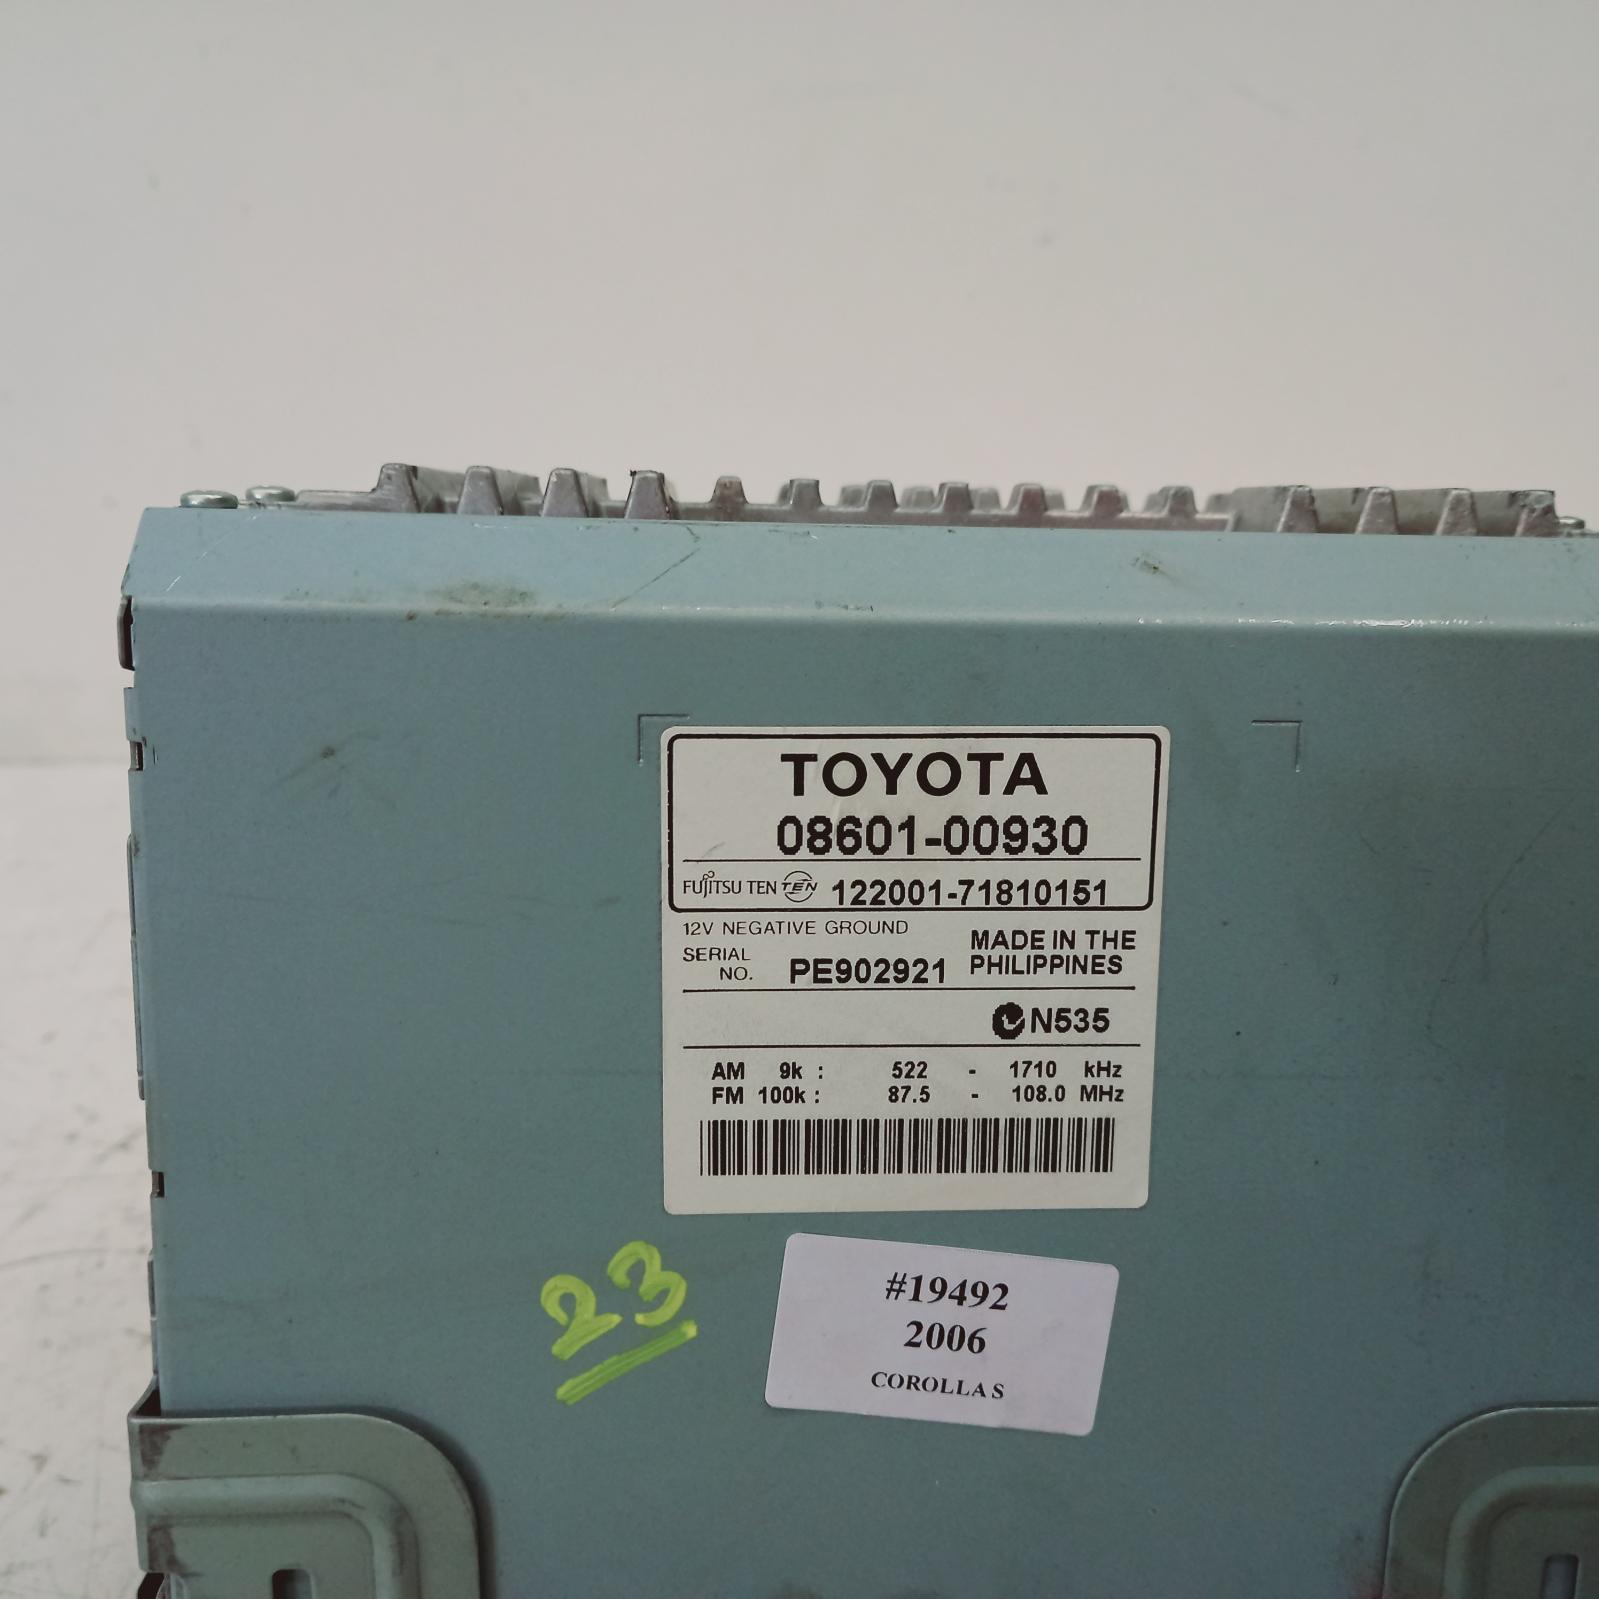 TOYOTA
08601-00930
FUJITSU TEN TEN 122001-71810151
12V NEGATIVE GROUND
SERIAL NO. PE902921
MADE IN THE PHILIPPINES
N535
AM 9k : 522 - 1710 kHz
FM 100k : 87.5 - 108.0 MHz
23
#19492
2006
COROLLA S